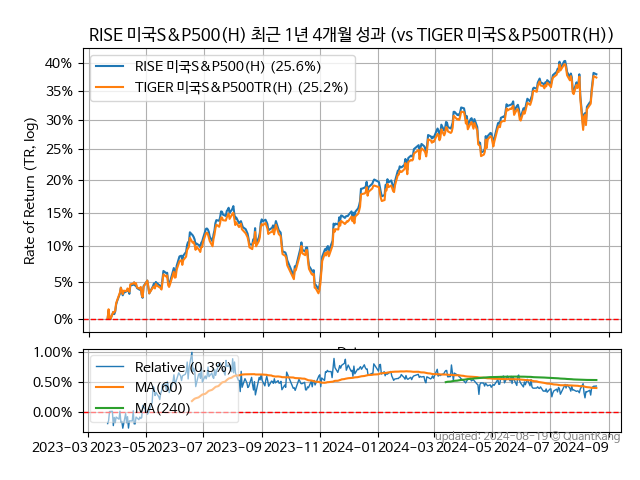 RISE 미국S&P500(H) 최근 1년 4개월 성과 (vs TIGER 미국S&P500TR(H))
Rate of Return (TR, log)
40%
35%
30%
25%
20%
15%
10%
5%
0%
RISE 미국S&P500(H) (25.6%)
TIGER 미국S&P500TR(H) (25.2%)
1.00%
0.50%
0.00%
Relative (0.3%)
MA(60)
MA(240)
updated: 2024-08-19 © QuantKang
2023-03 2023-05 2023-07 2023-09 2023-11 2024-01 2024-03 2024-05 2024-07 2024-09